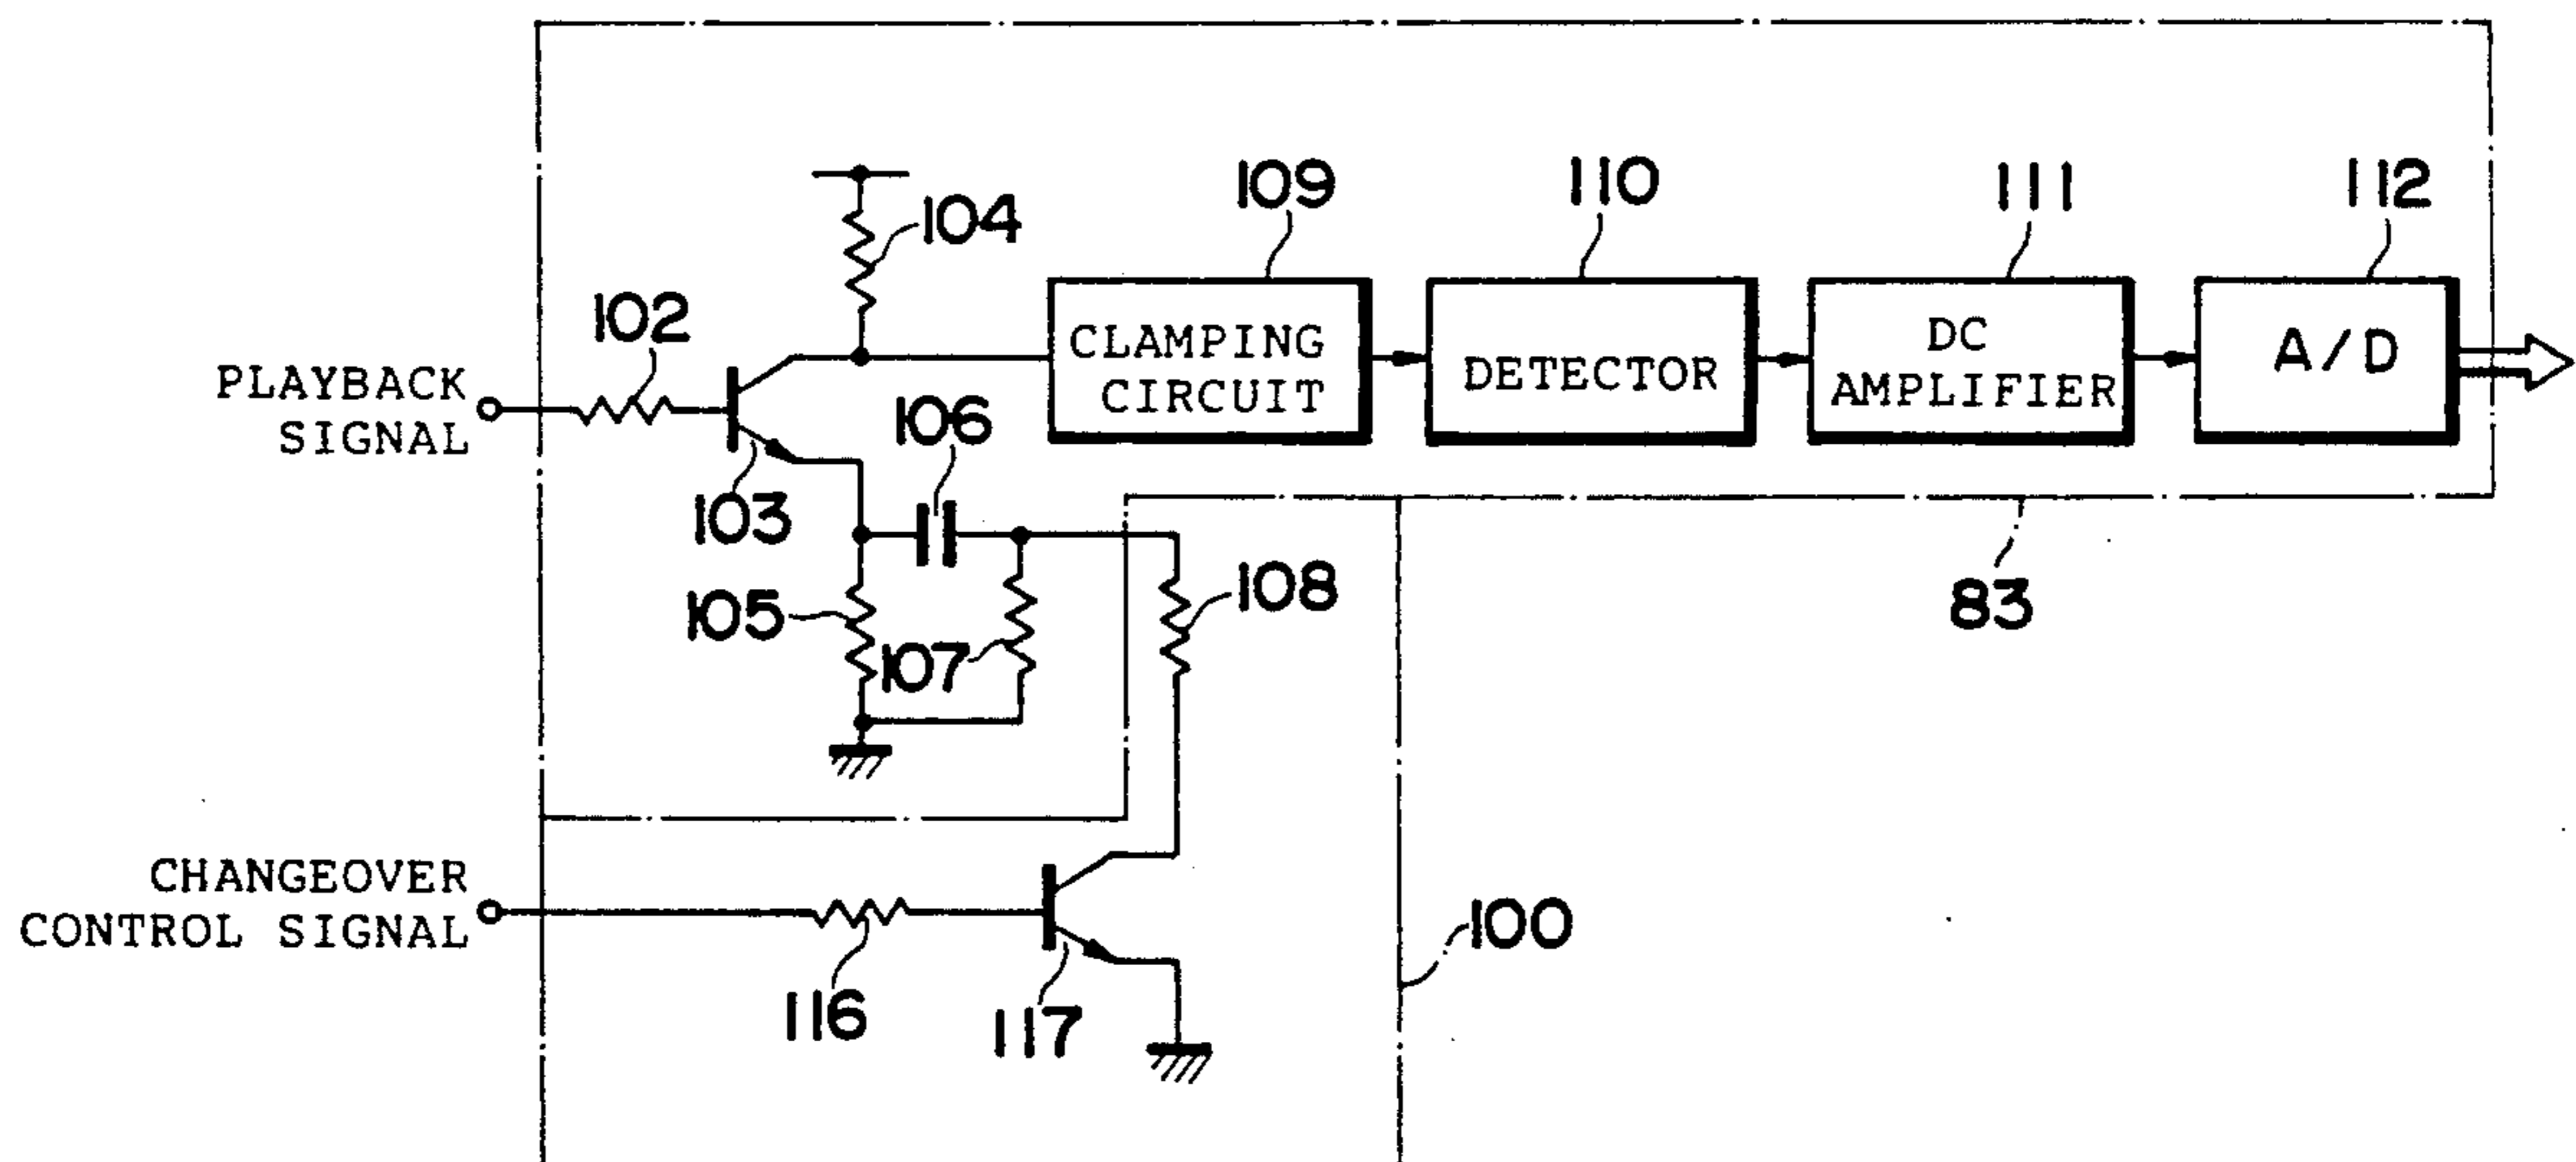 109
110
111
112
104
102
CLAMPING
CIRCUIT
DETECTOR
DC
AMPLIFIER
A/D
PLAYBACK
SIGNAL
106
103
105
107
108
83
CHANGEOVER
CONTROL SIGNAL
116
117
100